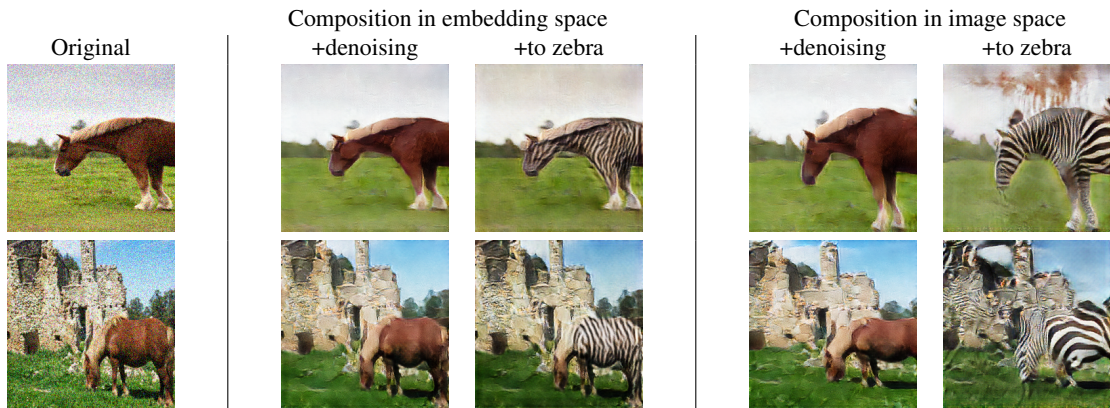 Composition in embedding space
Composition in image space
Original
+denoising
+to zebra
+denoising
+to zebra